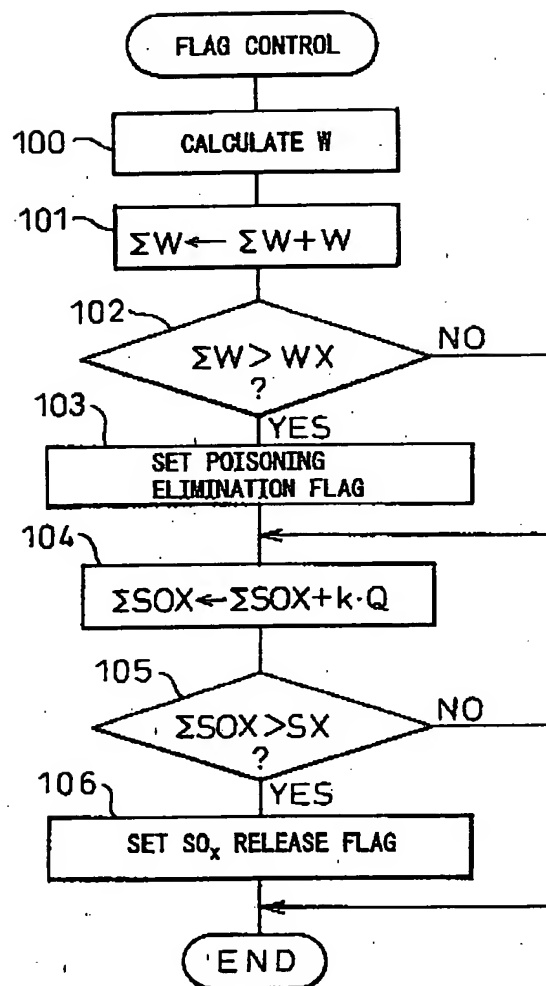 FLAG CONTROL
100
CALCULATE W
101
ΣW← ΣW+W
102
ΣW>WX
?
NO
YES
103
SET POISONING
ELIMINATION FLAG
104
ΣSOX←ΣSOX+k·Q
105
ΣSOX>SX
?
NO
YES
106
SET SOx RELEASE FLAG
END